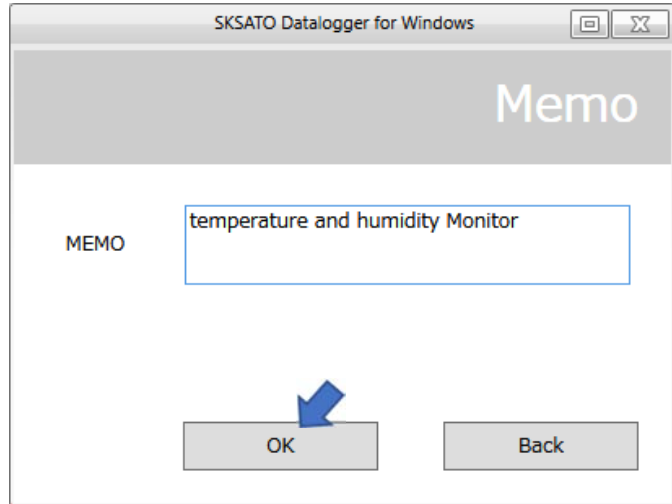 SKSATO Datalogger for Windows
Memo
MEMO
temperature and humidity Monitor
OK
Back